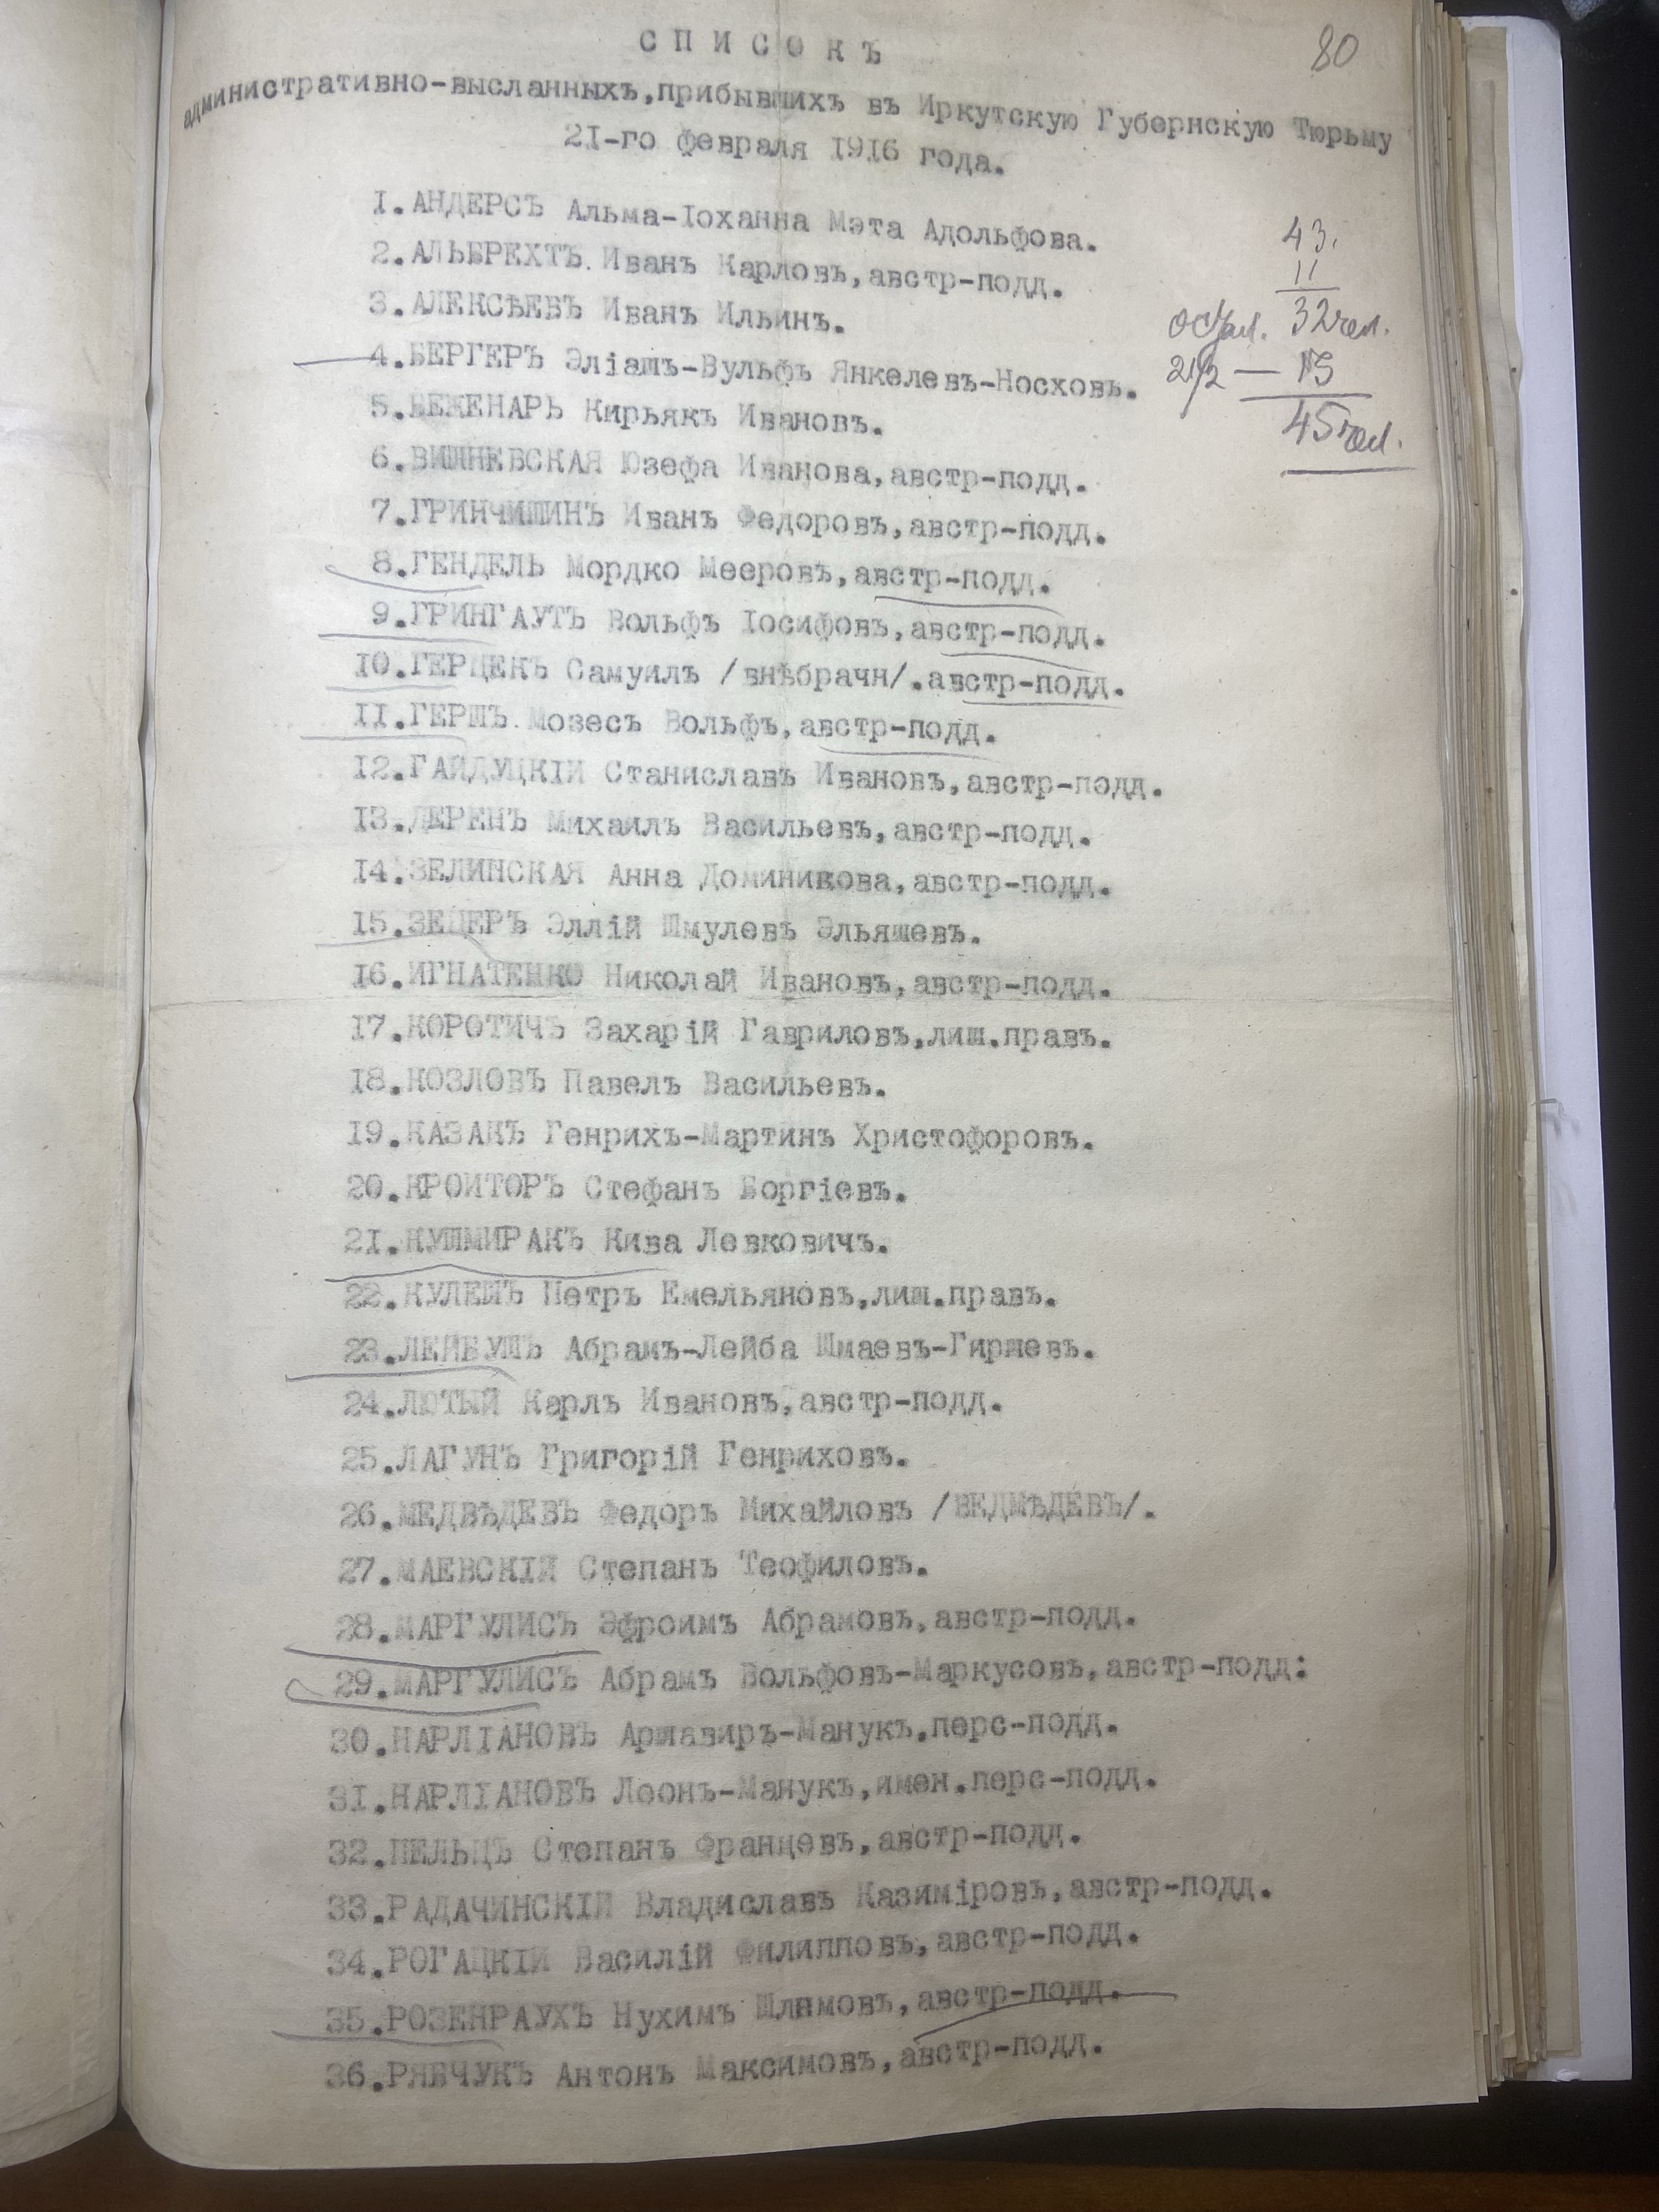 СПИСОКЪ
80
административно-высланныхъ,прибывшихъ въ Иркутскую Губернскую Тюрьму
21-го февраля 1916 года.
1.АНДЕРСЪ Альма-Іоханна Мэта Адольфова.
43.
2.АЛЬБРЕХТЪ Иванъ Карловъ,австр-подд.
11
3.АЛЕКСѢЕВЪ Иванъ Ильинъ.
32 чел.
4.БЕРГЕРЪ Эліашъ-Вульфъ Янкелевъ-Носховъ.
21/2 —
5.БЕЖЕНАРЬ Кирьякъ Ивановъ.
45 чел.
6.ВИШНЕВСКАЯ Юзефа Иванова,австр-подд.
7.ГРИНЧИШИНЪ Иванъ Федоровъ,австр-подд.
8.ГЕНДЕЛЬ Мордко Мееровъ,австр-подд.
9.ГРИНГАУТЪ Вольфъ Іосифовъ,австр-подд.
10.ГЕРЦЕКЪ Самуилъ /внѣбрачн/.австр-подд.
11.ГЕРШЪ Мозесъ Вольфъ,австр-подд.
12.ГАЙДУЦКІЙ Станиславъ Ивановъ,австр-подд.
13.ДЕРЕНЪ Михаилъ Васильевъ,австр-подд.
14.ЗЕЛИНСКАЯ Анна Доминикова,австр-подд.
15.ЗЕЦЕРЪ Эллій Шмулевъ Эльяшевъ.
16.ИГНАТЕНКО Николай Ивановъ,австр-подд.
17.КОРОТИЧЪ Захарій Гавриловъ,лиш.правъ.
18.КОЗЛОВЪ Павелъ Васильевъ.
19.КАЗАКЪ Генрихъ-Мартинъ Христофоровъ.
20.КРОИТОРЪ Стефанъ Боргіевъ.
21.КУШМИРАКЪ Кива Левковичъ.
22.КУЛЕШЪ Петръ Емельяновъ,лиш.правъ.
23.ЛЕЙБУШЪ Абрамъ-Лейба Шмаевъ-Гиршевъ.
24.ЛЮТЫЙ Карлъ Ивановъ,австр-подд.
25.ЛАГУНЪ Григорій Генриховъ.
26.МЕДВѢДЕВЪ Федоръ Михайловъ /ВЕДМѢДЕВЪ/.
27.МАЕВСКІЙ Степанъ Теофиловъ.
28.МАРГУЛИСЪ Эфроимъ Абрамовъ,австр-подд.
29.МАРГУЛИСЪ Абрамъ Вольфовъ-Маркусовъ,австр-подд:
30.НАРЛІАНОВЪ Аршавиръ-Манукъ.перс-подд.
31.НАРЛІАНОВЪ Леонъ-Манукъ,имен.перс-подд.
32.ПЕЛЬЦЪ Степанъ Францевъ,австр-подд.
33.РАДАЧИНСКІЙ Владиславъ Казиміровъ,австр-подд.
34.РОГАЦКІЙ Василій Филипповъ,австр-подд.
35.РОЗЕНРАУХЪ Нухимъ Шлямовъ,австр-подд.
36.РЯБЧУКЪ Антонъ Максимовъ,австр-подд.